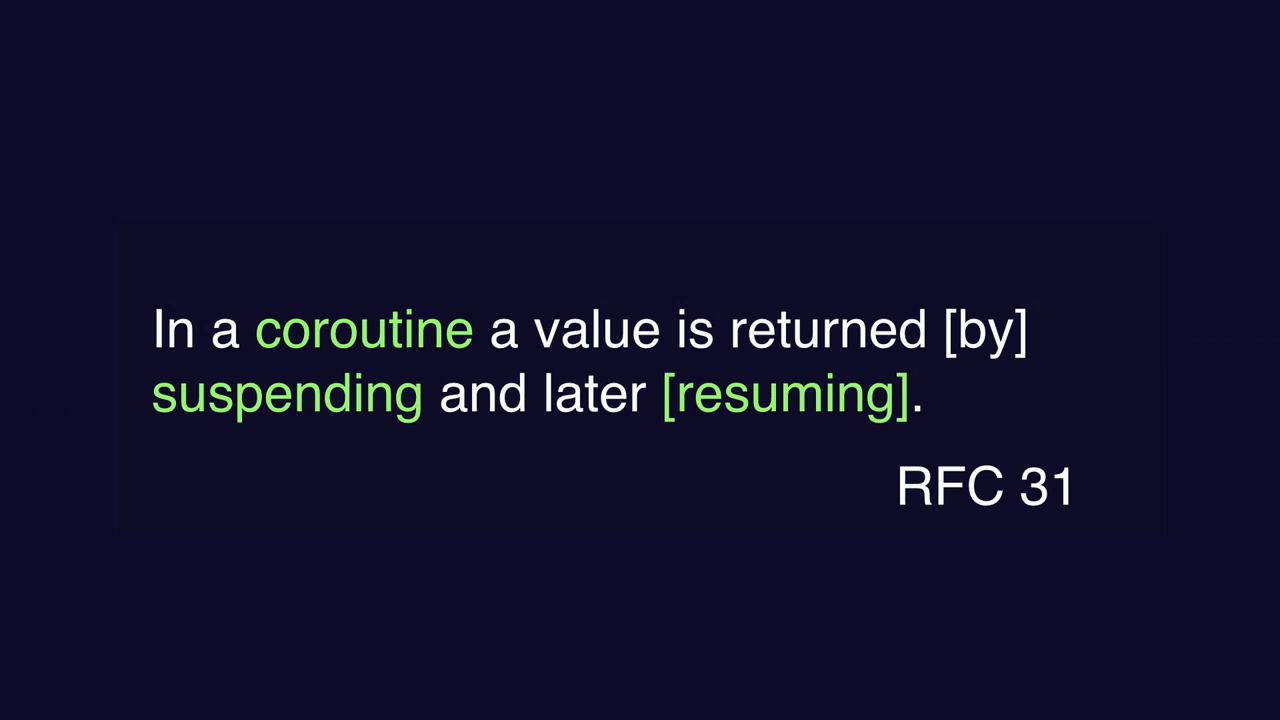 In a coroutine a value is returned [by]
suspending and later [resuming].
RFC 31